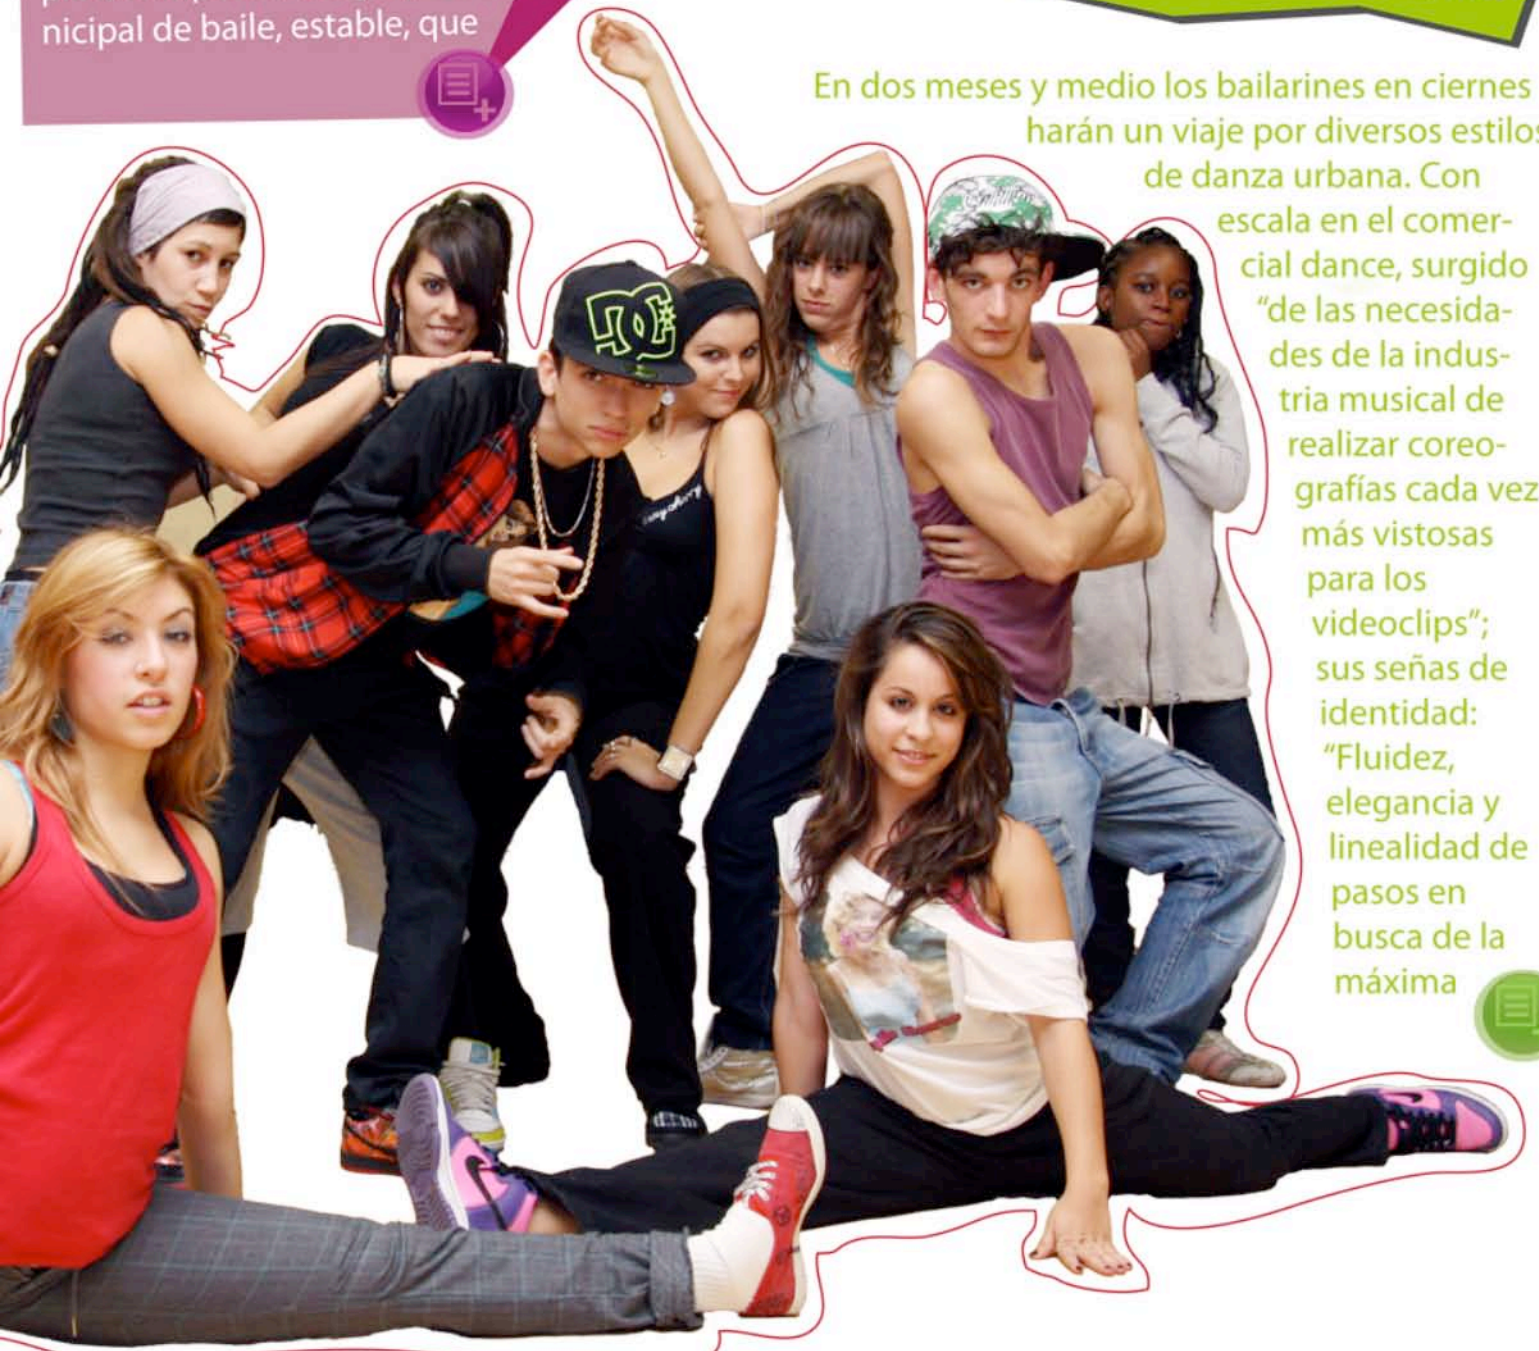 nicipal de baile, estable, que
En dos meses y medio los bailarines en ciernes
harán un viaje por diversos estilos
de danza urbana. Con
escala en el comer-
cial dance, surgido
“de las necesida-
des de la indus-
tria musical de
realizar coreo-
grafías cada vez
más vistosas
para los
videoclips”;
sus señas de
identidad:
“Fluidez,
elegancia y
linealidad de
pasos en
busca de la
máxima
DC